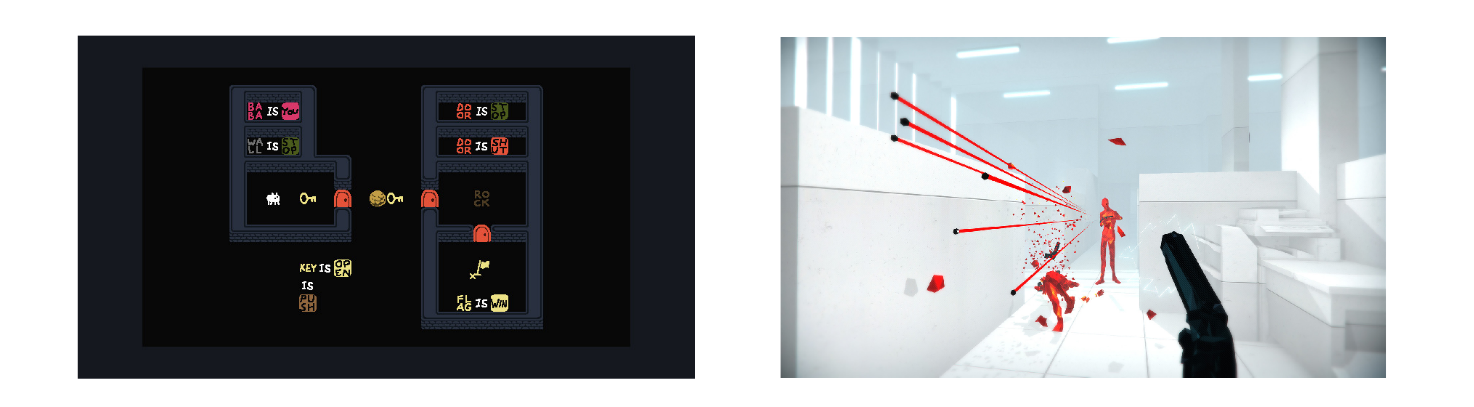 BABA IS YOU
WALL IS STOP
KEY IS OPEN
IS
PUSH
DOOR IS STOP
DOOR IS SHUT
ROCK
FLAG IS WIN